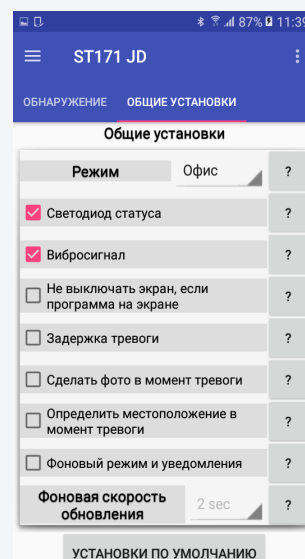 87% 11:39
ST171 JD
ОБНАРУЖЕНИЕ ОБЩИЕ УСТАНОВКИ
Общие установки
Режим Офис ?
Светодиод статуса ?
Вибросигнал ?
Не выключать экран, если
программа на экране ?
Задержка тревоги ?
Сделать фото в момент тревоги ?
Определить местоположение в
момент тревоги ?
Фоновый режим и уведомления ?
Фоновая скорость
обновления 2 sec ?
УСТАНОВКИ ПО УМОЛЧАНИЮ